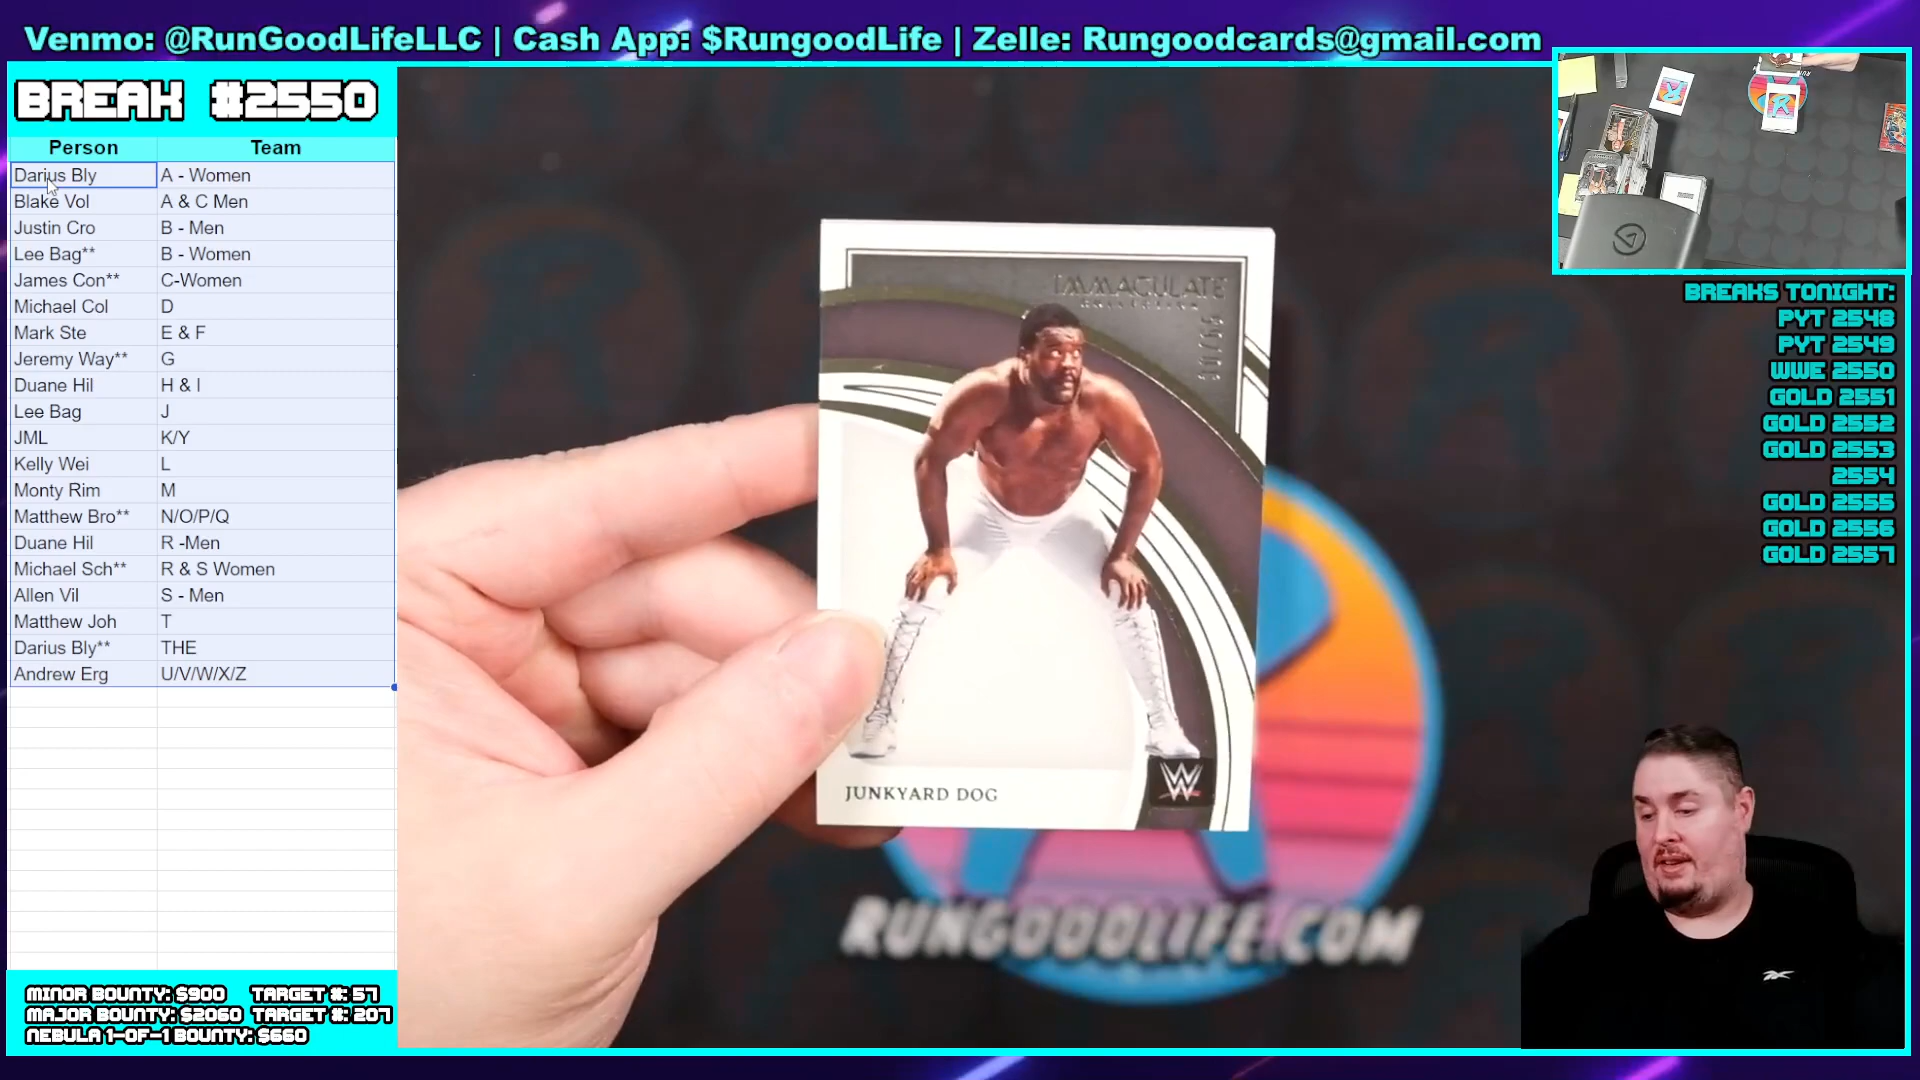 Venmo: @RunGoodLifeLLC | Cash App: $RungoodLife | Zelle: Rungoodcards@gmail.com
BREAK #2550
Person Team
Darius Bly A - Women
Blake Vol A & C Men
Justin Cro B - Men
Lee Bag** B - Women
James Con** C-Women
Michael Col D
Mark Ste E & F
Jeremy Way** G
Duane Hil H & I
Lee Bag J
JML K/Y
Kelly Wei L
Monty Rim M
Matthew Bro** N/O/P/Q
Duane Hil R -Men
Michael Sch** R & S Women
Allen Vil S - Men
Matthew Joh T
Darius Bly** THE
Andrew Erg U/V/W/X/Z
MINOR BOUNTY: $900 TARGET #: 57
MAJOR BOUNTY: $2060 TARGET #: 207
NEBULA 1-OF-1 BOUNTY: $660
IMMACULATE
COLLECTION
JUNKYARD DOG
W
RUNGOODLIFE.COM
BREAKS TONIGHT:
PYT 2548
PYT 2549
WWE 2550
GOLD 2551
GOLD 2552
GOLD 2553
2554
GOLD 2555
GOLD 2556
GOLD 2557